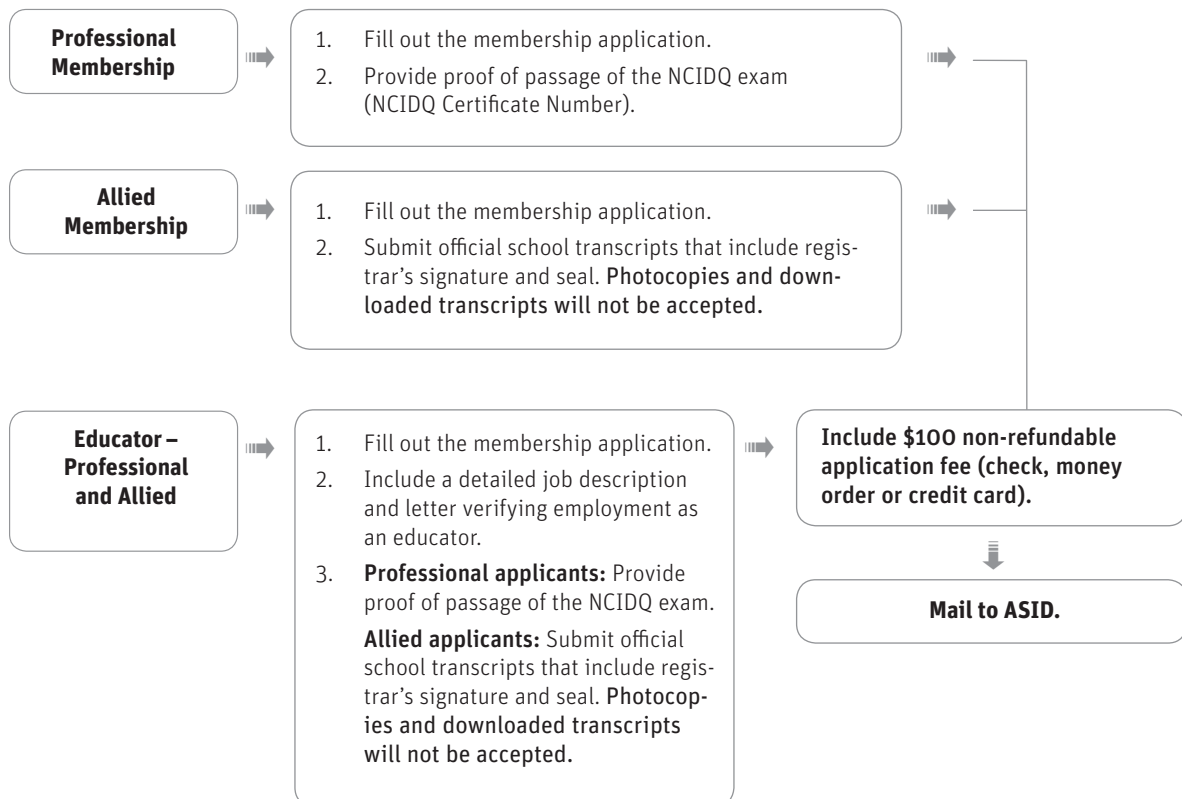 Professional
Membership
1. Fill out the membership application.
2. Provide proof of passage of the NCIDQ exam
(NCIDQ Certificate Number).
Allied
Membership
1. Fill out the membership application.
2. Submit official school transcripts that include regis-
trar’s signature and seal. Photocopies and down-
loaded transcripts will not be accepted.
Educator –
Professional
and Allied
1. Fill out the membership application.
2. Include a detailed job description
and letter verifying employment as
an educator.
3. Professional applicants: Provide
proof of passage of the NCIDQ exam.
Allied applicants: Submit official
school transcripts that include regis-
trar’s signature and seal. Photocop-
ies and downloaded transcripts
will not be accepted.
Include $100 non-refundable
application fee (check, money
order or credit card).
Mail to ASID.